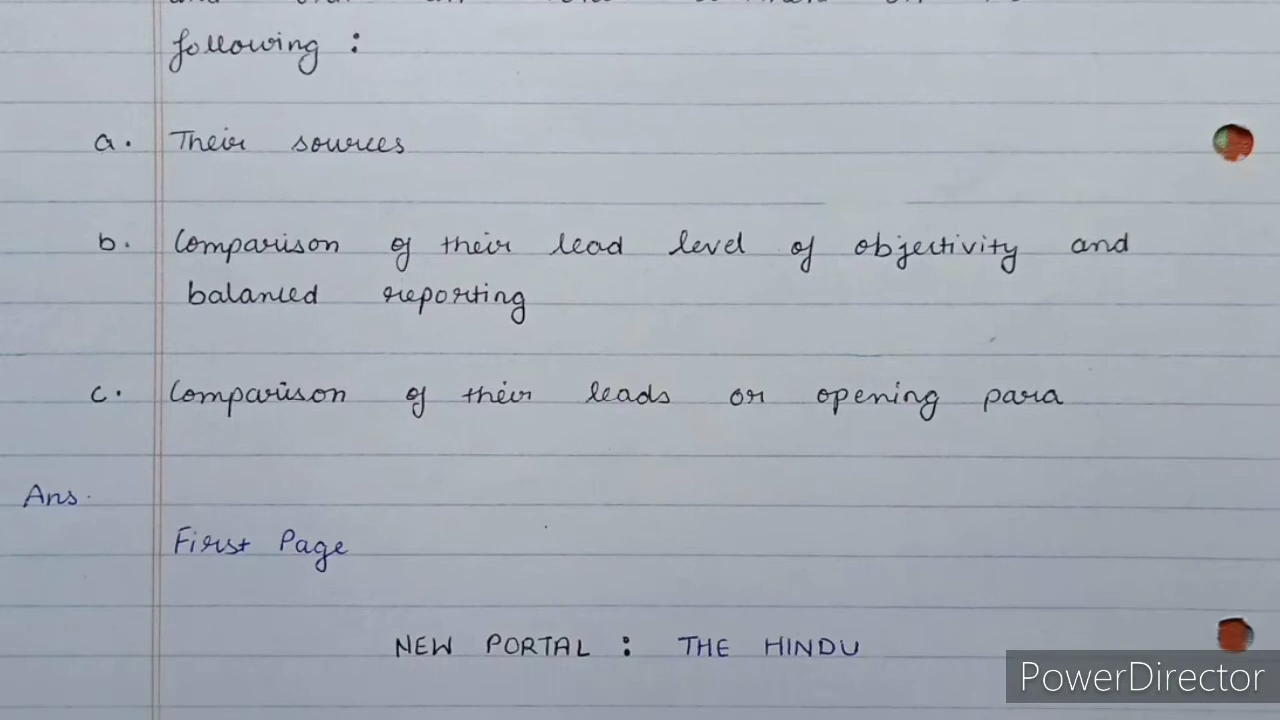 following :
a. Their sources
b. Comparison of their lead level of objectivity and
balanced reporting
c. Comparison of their leads or opening para
Ans.
First Page
NEW PORTAL : THE HINDU
PowerDirector